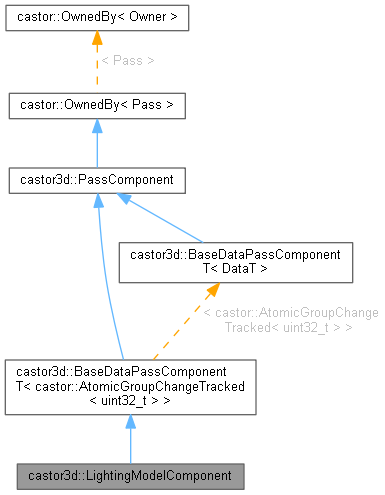 castor::OwnedBy< Owner >
< Pass >
castor::OwnedBy< Pass >
castor3d::PassComponent
castor3d::BaseDataPassComponent
T< DataT >
< castor::AtomicGroupChange
Tracked< uint32_t > >
castor3d::BaseDataPassComponent
T< castor::AtomicGroupChangeTracked
< uint32_t > >
castor3d::LightingModelComponent